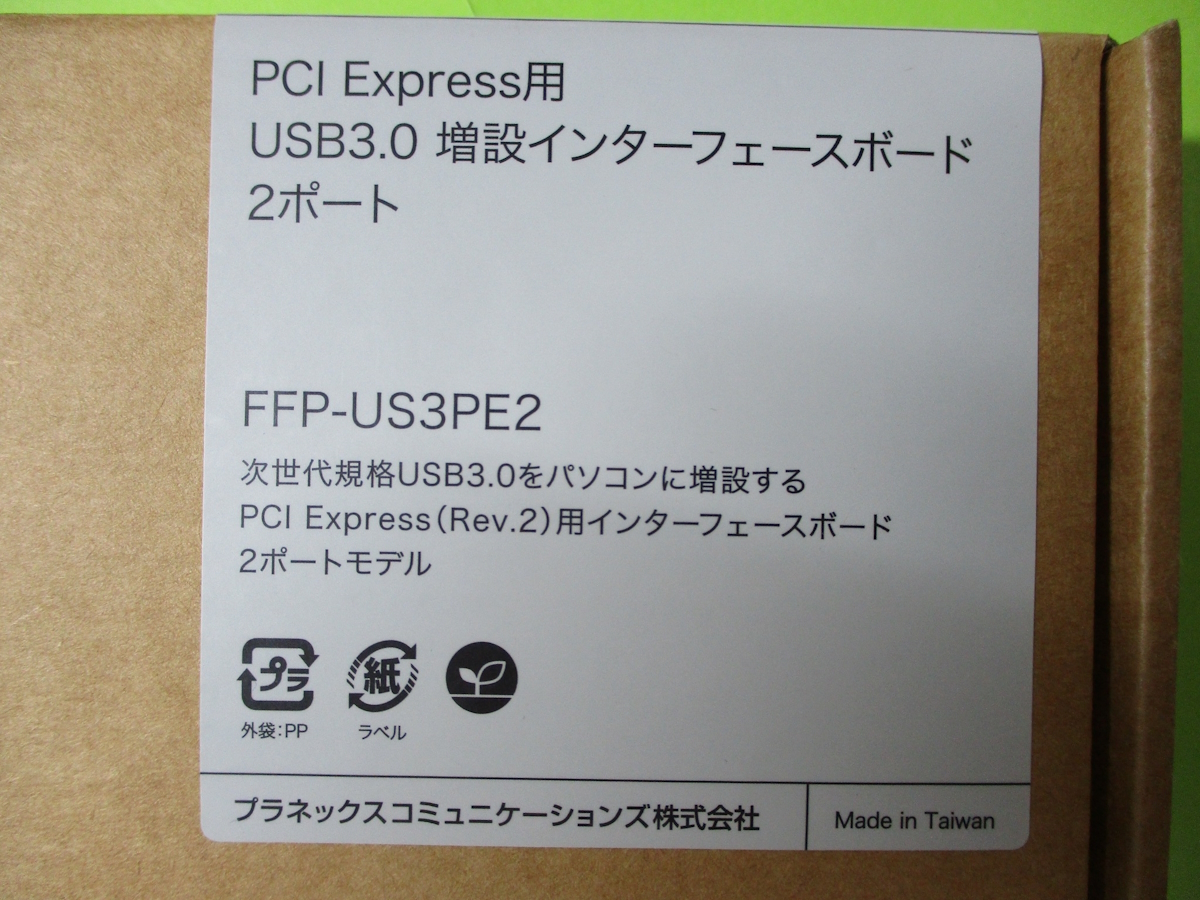 PCI Express用
USB3.0 増設インターフェースボード
2ポート
FFP-US3PE2
次世代規格USB3.0をパソコンに増設する
PCI Express(Rev.2)用インターフェースボード
2ポートモデル
プラ 紙
外袋:PP ラベル
プラネックスコミュニケーションズ株式会社 Made in Taiwan